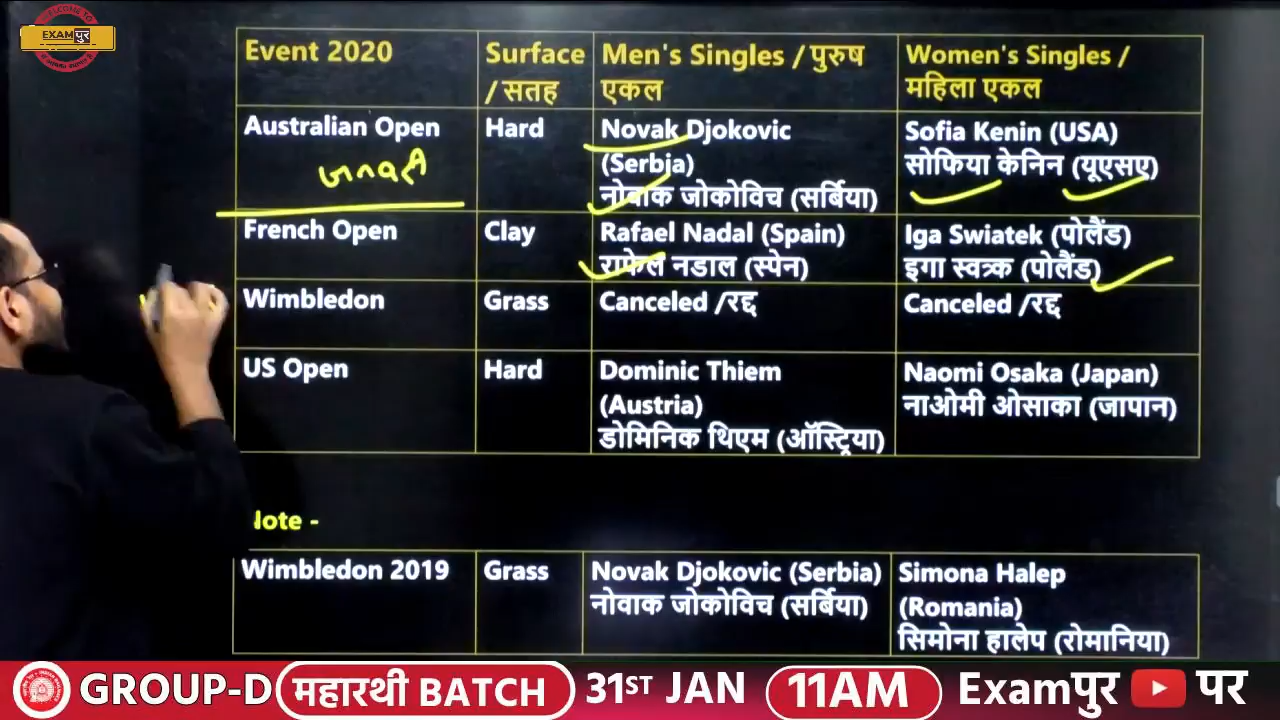 EXAMपुर
Event 2020
Surface
/ सतह
Men's Singles / पुरुष
एकल
Women's Singles /
महिला एकल
Australian Open
जनवरी
Hard
Novak Djokovic
(Serbia)
नोवाक जोकोविच (सर्बिया)
Sofia Kenin (USA)
सोफिया केनिन (यूएसए)
French Open
Clay
Rafael Nadal (Spain)
राफेल नडाल (स्पेन)
Iga Swiatek (पोलैंड)
इगा स्वत्र्क (पोलैंड)
Wimbledon
Grass
Canceled /रद्द
Canceled /रद्द
US Open
Hard
Dominic Thiem
(Austria)
डोमिनिक थिएम (ऑस्ट्रिया)
Naomi Osaka (Japan)
नाओमी ओसाका (जापान)
Note -
Wimbledon 2019
Grass
Novak Djokovic (Serbia)
नोवाक जोकोविच (सर्बिया)
Simona Halep
(Romania)
सिमोना हालेप (रोमानिया)
GROUP-D महारथी BATCH 31ST JAN 11AM Examपुर पर